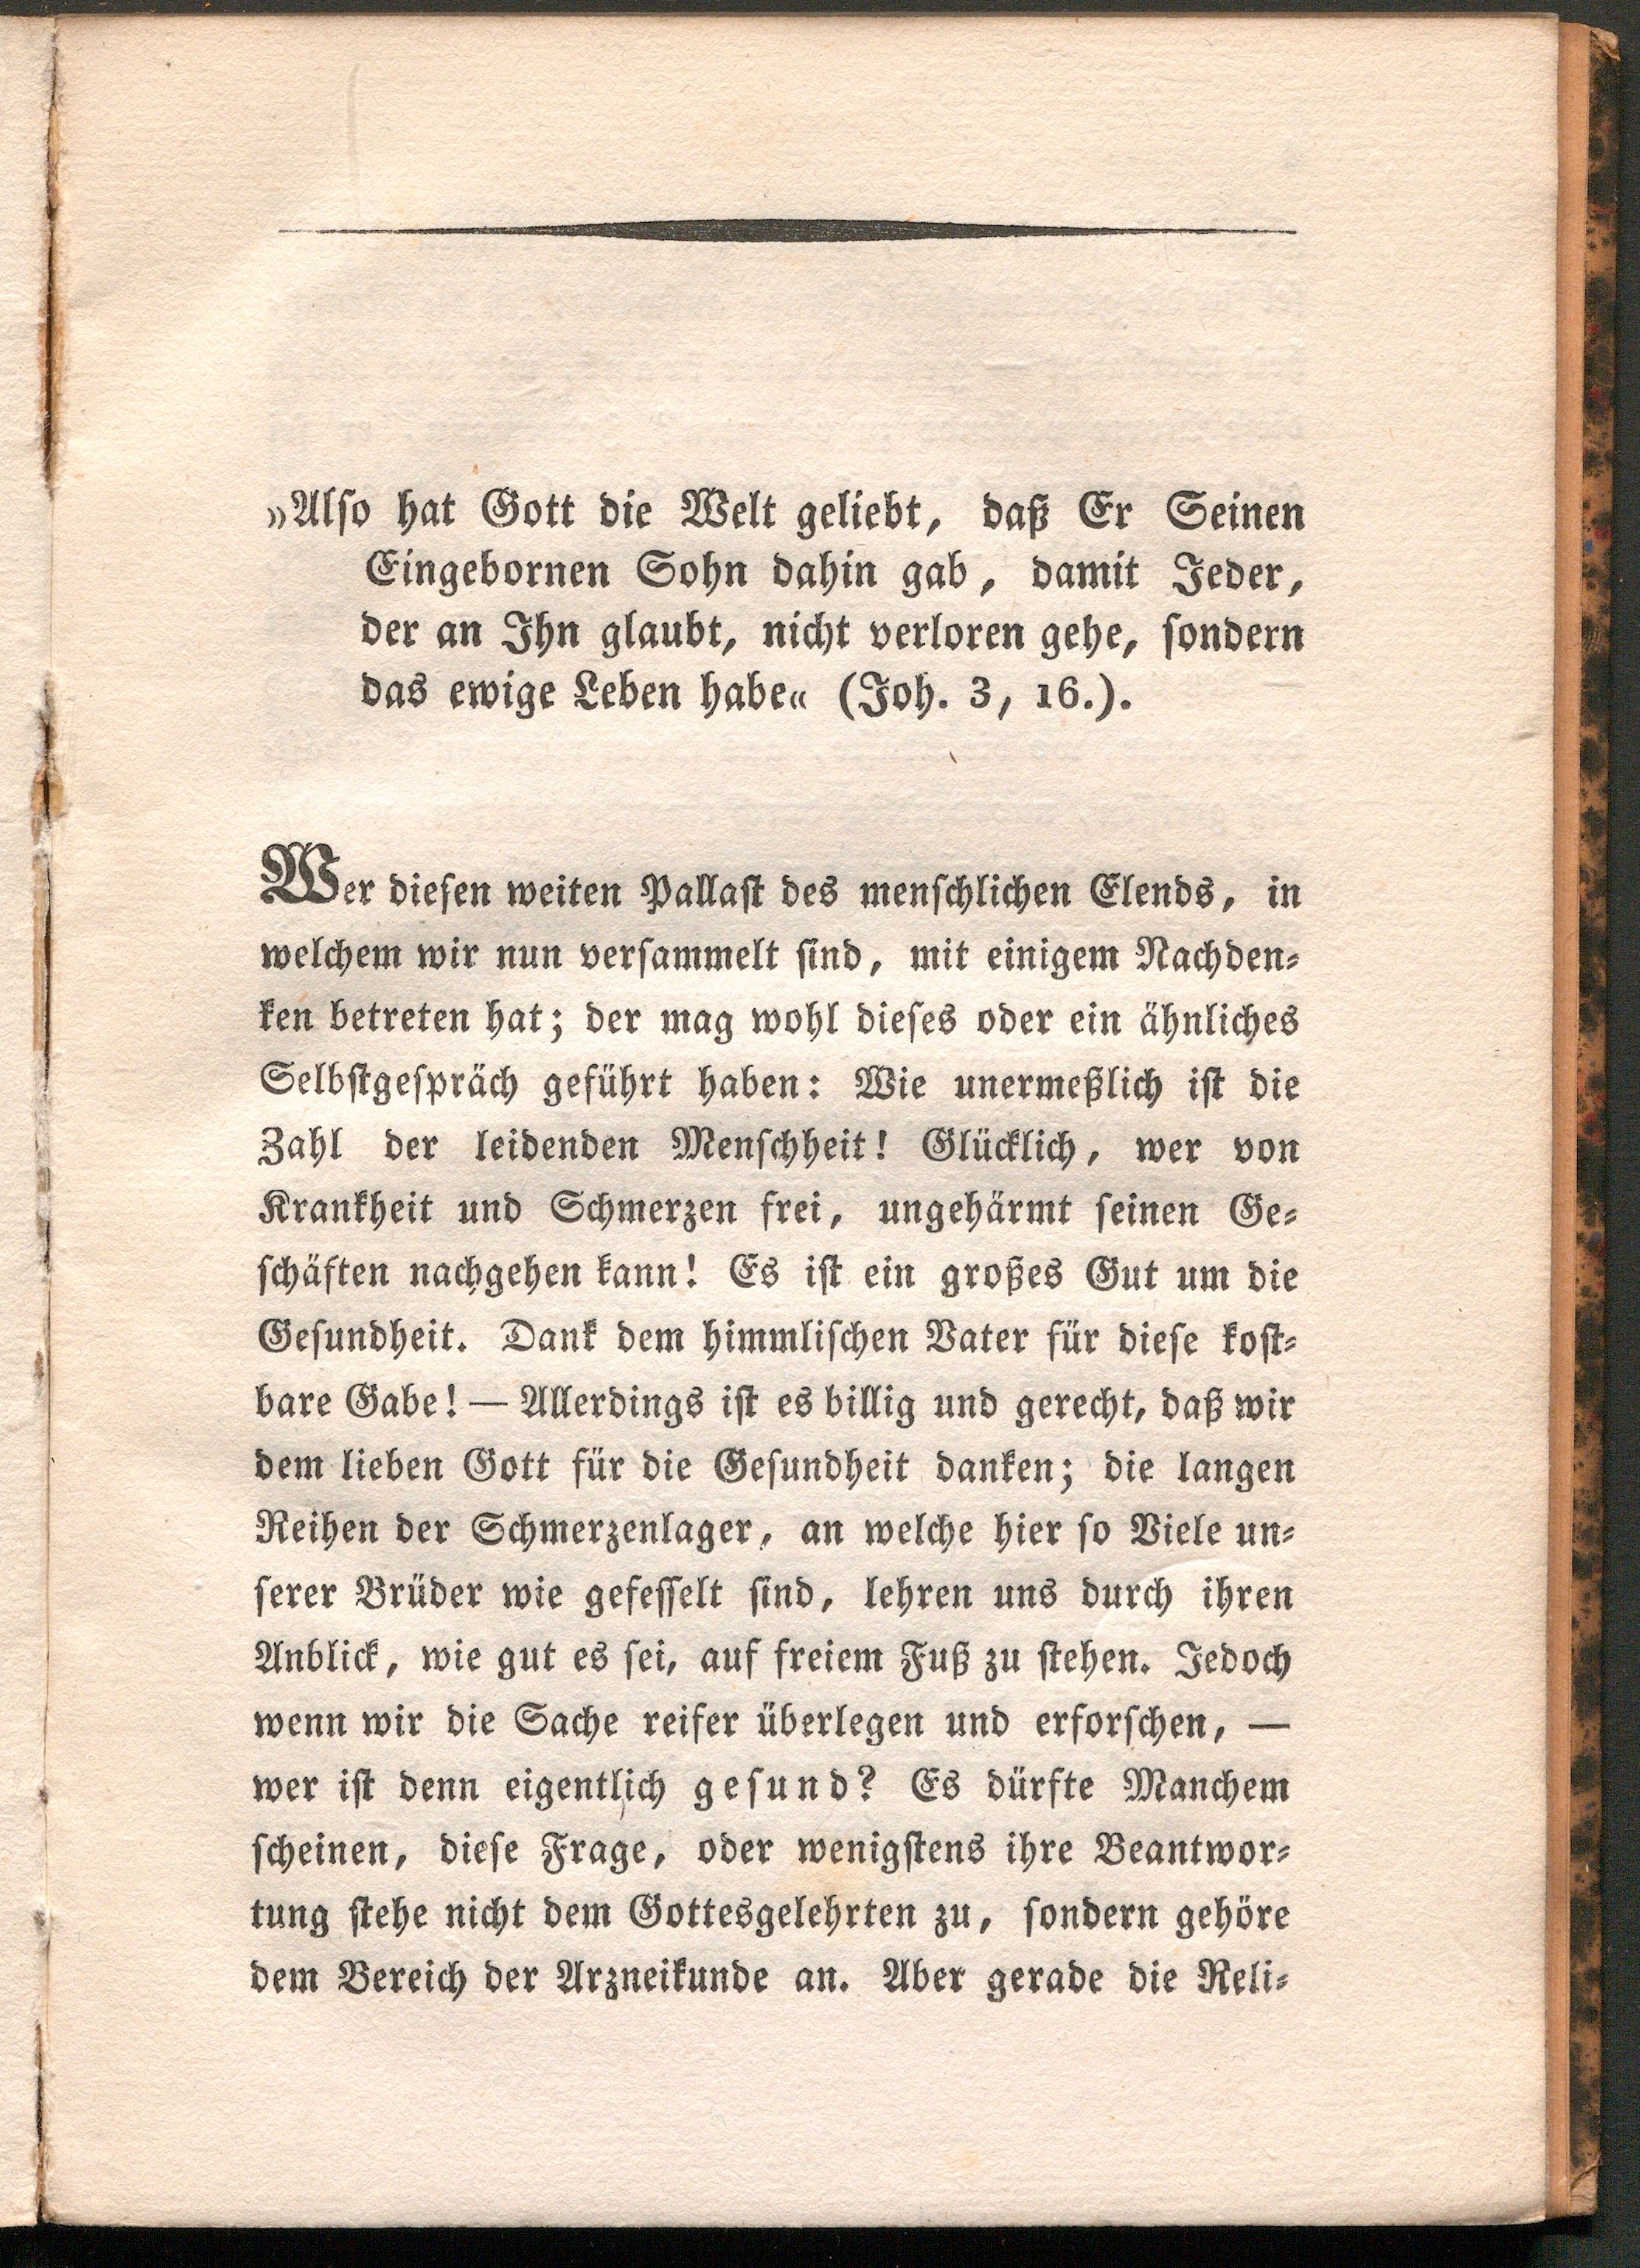 »Also hat Gott die Welt geliebt, daß Er Seinen
Eingebornen Sohn dahin gab, damit Jeder,
der an Ihn glaubt, nicht verloren gehe, sondern
das ewige Leben habe« (Joh. 3, 16.).
Wer diesen weiten Pallast des menschlichen Elends, in
welchem wir nun versammelt sind, mit einigem Nachden-
ken betreten hat; der mag wohl dieses oder ein ähnliches
Selbstgespräch geführt haben: Wie unermeßlich ist die
Zahl der leidenden Menschheit! Glücklich, wer von
Krankheit und Schmerzen frei, ungehärmt seinen Ge-
schäften nachgehen kann! Es ist ein großes Gut um die
Gesundheit. Dank dem himmlischen Vater für diese kost-
bare Gabe! — Allerdings ist es billig und gerecht, daß wir
dem lieben Gott für die Gesundheit danken; die langen
Reihen der Schmerzenlager, an welche hier so Viele un-
serer Brüder wie gefesselt sind, lehren uns durch ihren
Anblick, wie gut es sei, auf freiem Fuß zu stehen. Jedoch
wenn wir die Sache reifer überlegen und erforschen, —
wer ist denn eigentlich gesund? Es dürfte Manchem
scheinen, diese Frage, oder wenigstens ihre Beantwor-
tung stehe nicht dem Gottesgelehrten zu, sondern gehöre
dem Bereich der Arzneikunde an. Aber gerade die Reli-